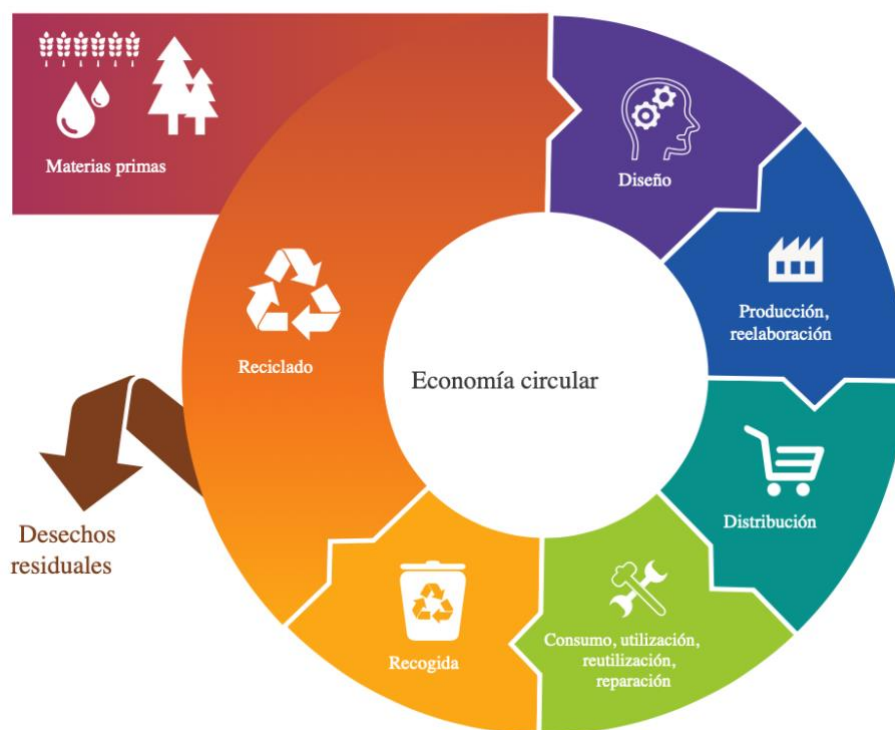 Materias primas
Diseño
Producción,
reelaboración
Reciclado
Economía circular
Distribución
Desechos
residuales
Recogida
Consumo, utilización,
reutilización,
reparación